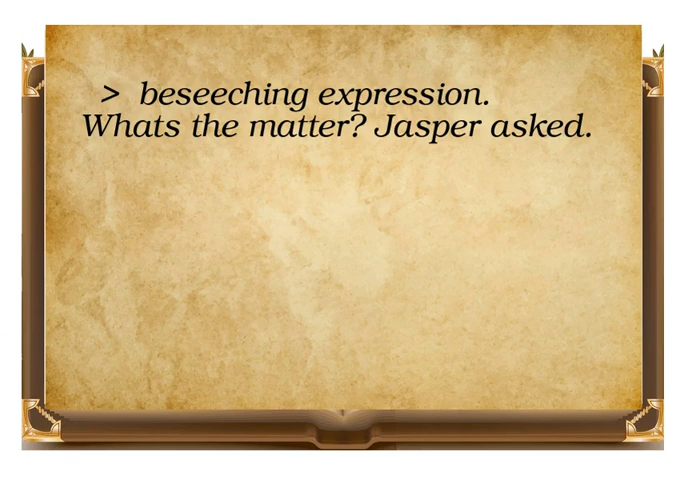 > beseeching expression.
Whats the matter? Jasper asked.